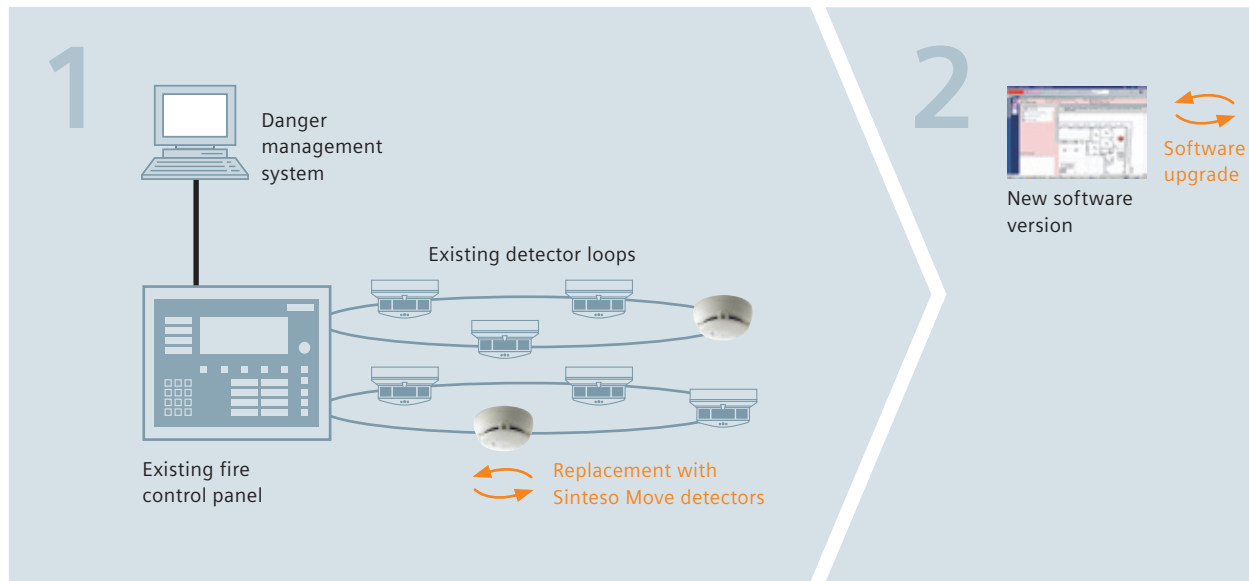 1
Danger
management
system
Existing detector loops
Existing fire
control panel
Replacement with
Sinteso Move detectors
2
Software
upgrade
New software
version